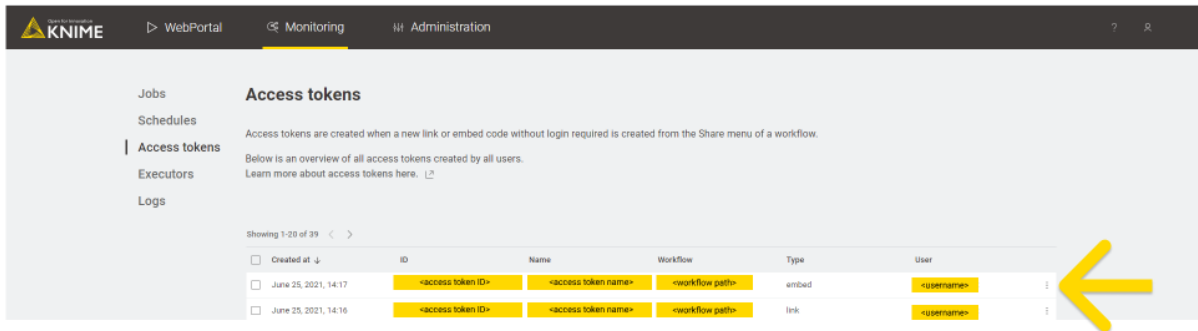 Open for Innovation
KNIME
WebPortal
Monitoring
Administration
?
Jobs
Schedules
Access tokens
Executors
Logs
Access tokens
Access tokens are created when a new link or embed code without login required is created from the Share menu of a workflow.
Below is an overview of all access tokens created by all users.
Learn more about access tokens here.
Showing 1-20 of 39 < >
Created at ↓ ID Name Workflow Type User
June 25, 2021, 14:17 <access token ID> <access token name> <workflow path> embed <username>
June 25, 2021, 14:16 <access token ID> <access token name> <workflow path> link <username>